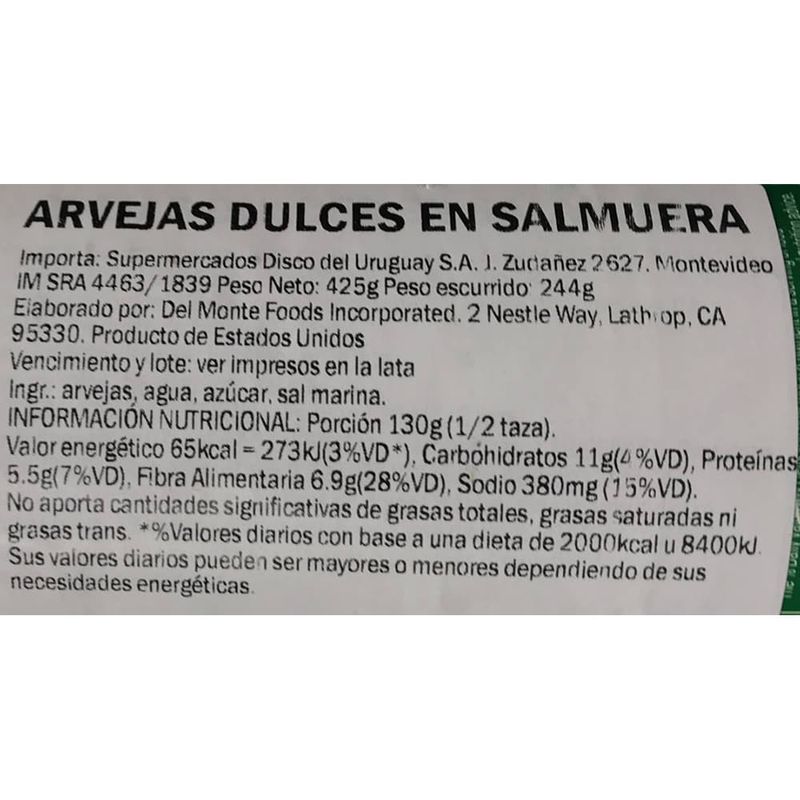 ARVEJAS DULCES EN SALMUERA
Importa: Supermercados Disco del Uruguay S.A. J. Zudañez 2627. Montevideo
IM SRA 4463/1839 Peso Neto: 425g Peso escurrido: 244g
Elaborado por: Del Monte Foods Incorporated. 2 Nestle Way, Lathrop, CA
95330. Producto de Estados Unidos
Vencimiento y lote: ver impresos en la lata
Ingr.: arvejas, agua, azúcar, sal marina.
INFORMACIÓN NUTRICIONAL: Porción 130g (1/2 taza).
Valor energético 65kcal = 273kJ(3%VD*), Carbohidratos 11g(4%VD), Proteínas
5.5g(7%VD), Fibra Alimentaria 6.9g(28%VD), Sodio 380mg (15%VD).
No aporta cantidades significativas de grasas totales, grasas saturadas ni
grasas trans. *%Valores diarios con base a una dieta de 2000kcal u 8400kJ.
Sus valores diarios pueden ser mayores o menores dependiendo de sus
necesidades energéticas.